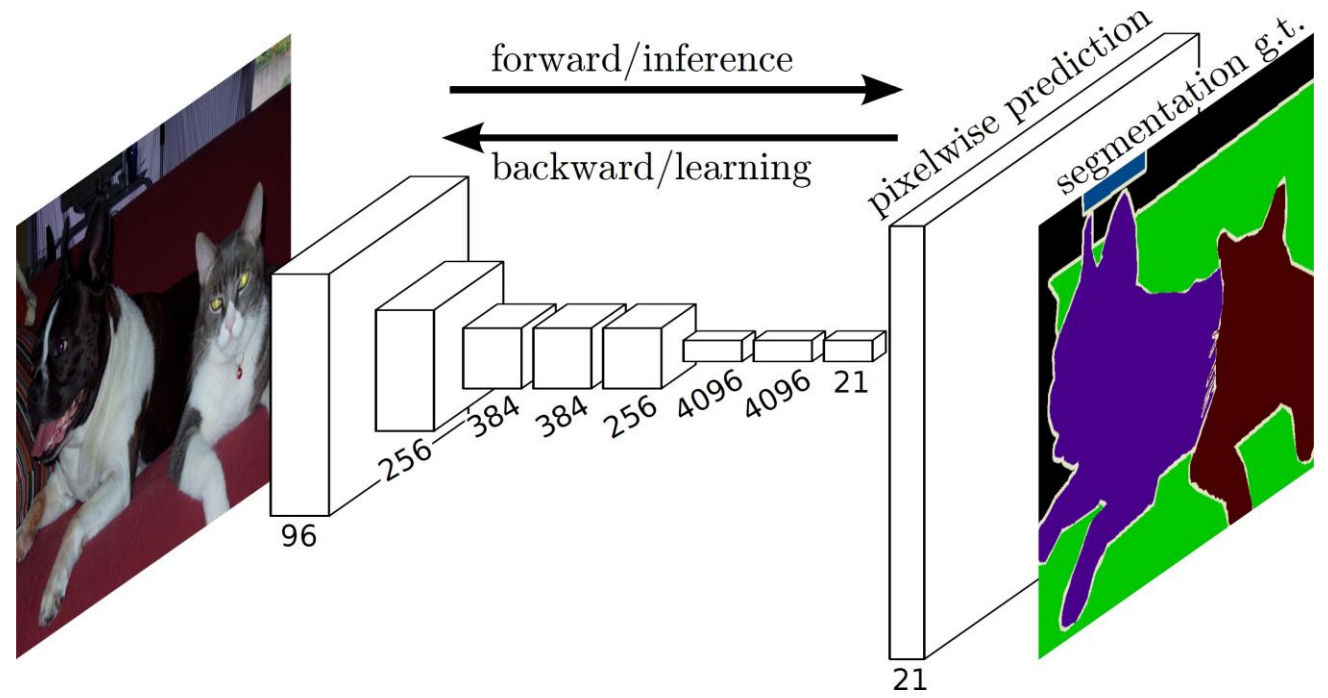 forward/inference
backward/learning
pixelwise prediction
segmentation g.t.
96
256
384
384
256
4096
4096
21
21